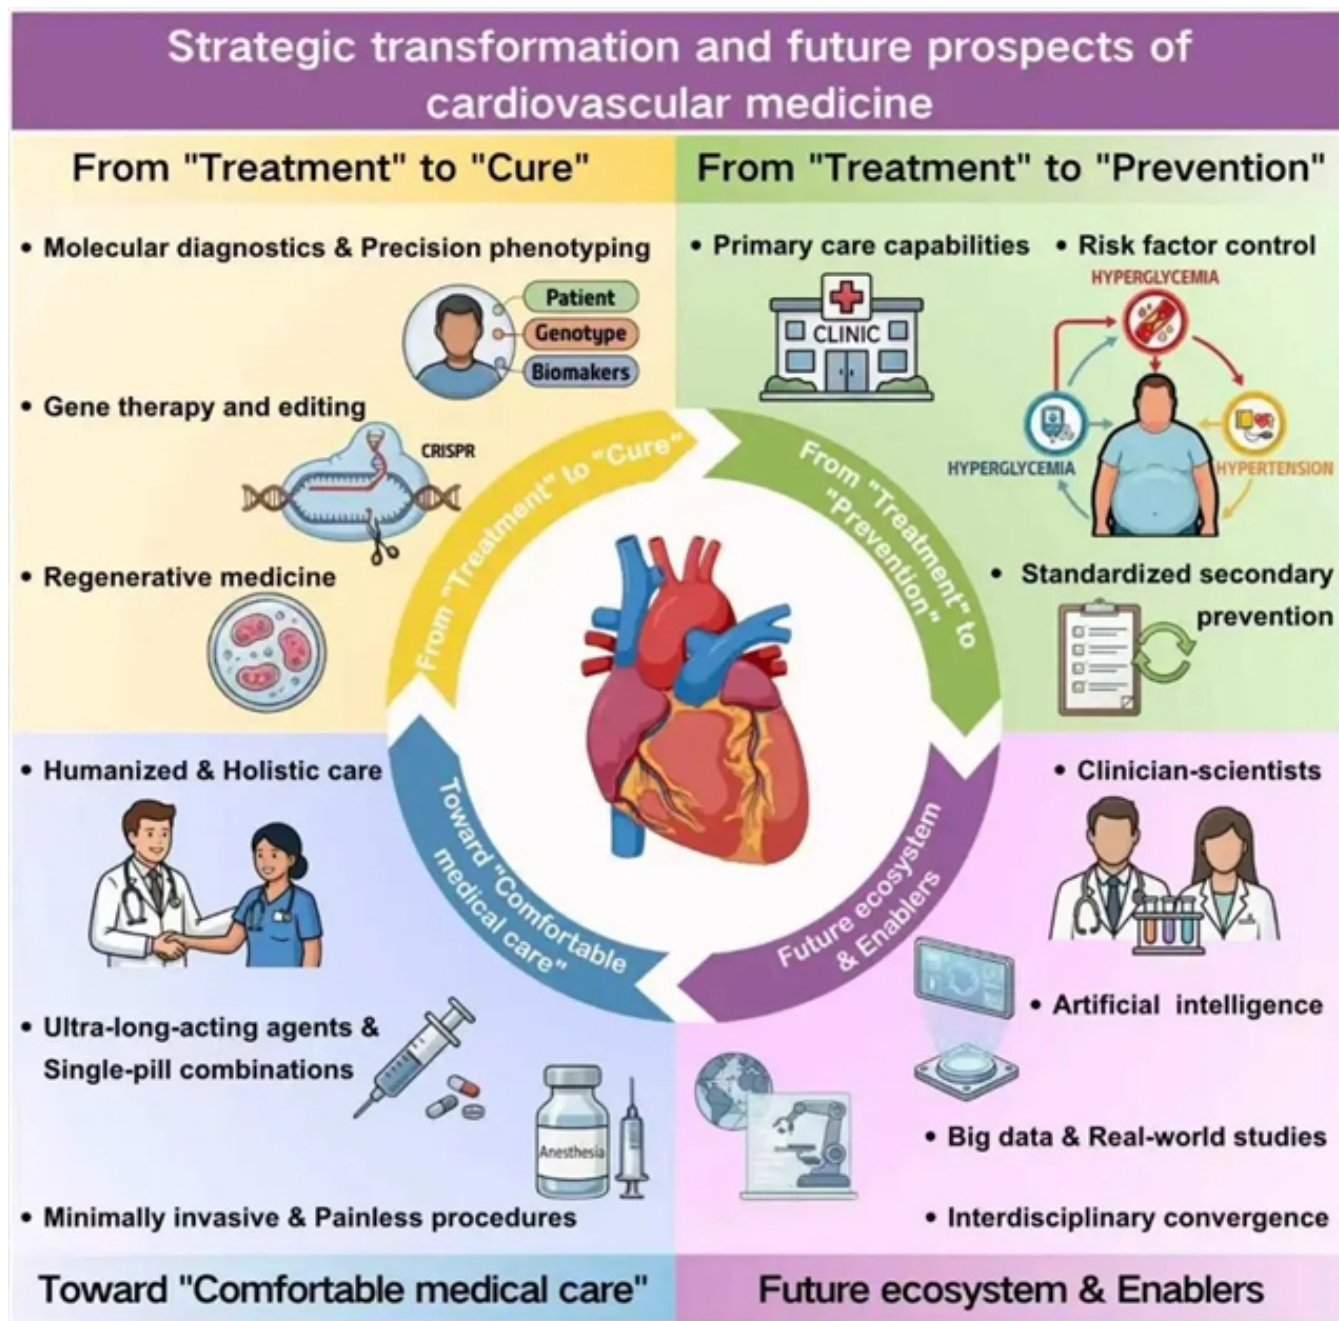 Strategic transformation and future prospects of
cardiovascular medicine
From "Treatment" to "Cure"
• Molecular diagnostics & Precision phenotyping
Patient
Genotype
Biomakers
• Gene therapy and editing
CRISPR
• Regenerative medicine
From "Treatment" to "Prevention"
• Primary care capabilities
CLINIC
• Risk factor control
HYPERGLYCEMIA
HYPERGLYCEMIA
HYPERTENSION
• Standardized secondary
prevention
From "Treatment" to "Cure"
From "Treatment" to
"Prevention"
Toward "Comfortable
medical care"
Future ecosystem
& Enablers
• Humanized & Holistic care
• Ultra-long-acting agents &
Single-pill combinations
Anesthesia
• Minimally invasive & Painless procedures
Toward "Comfortable medical care"
• Clinician-scientists
• Artificial intelligence
• Big data & Real-world studies
• Interdisciplinary convergence
Future ecosystem & Enablers